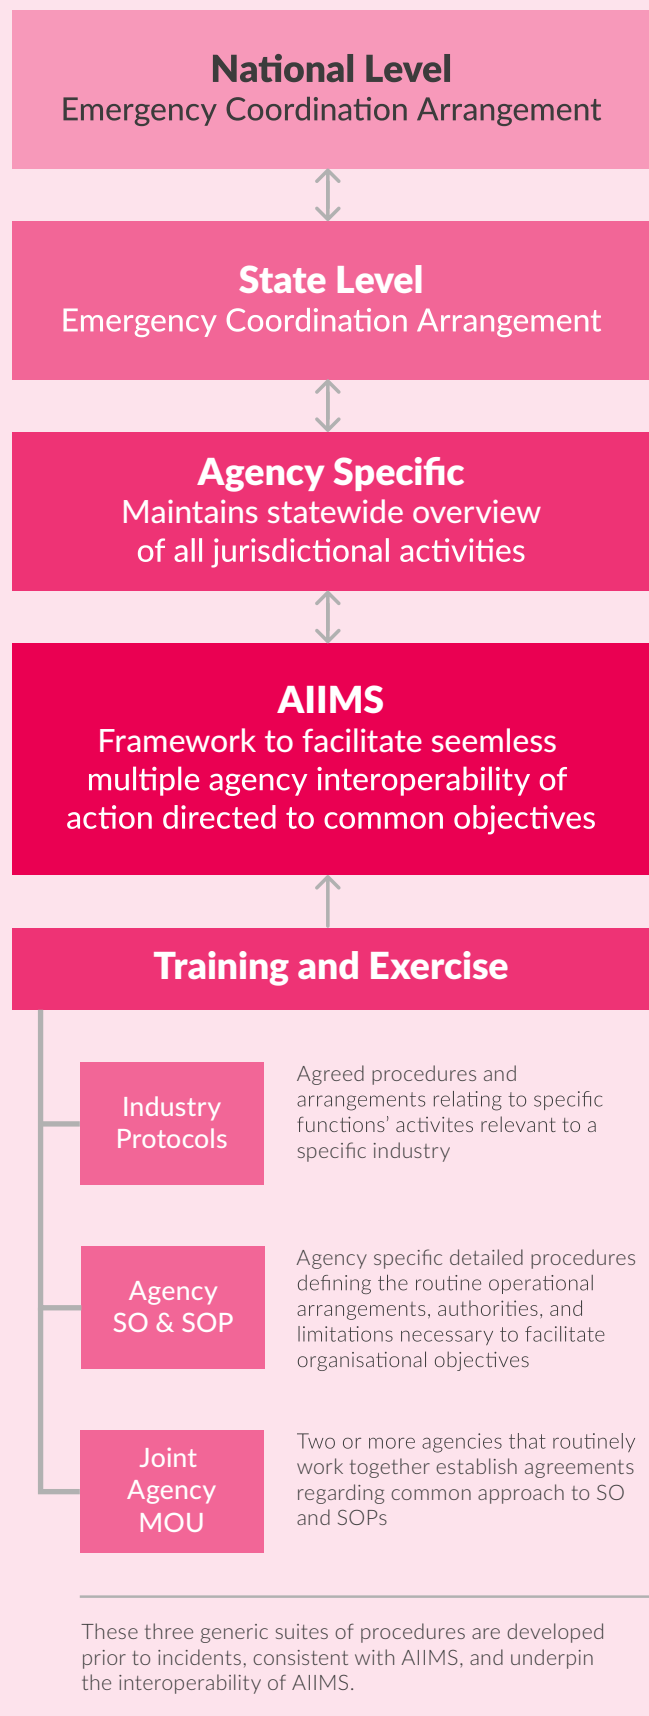 National Level
Emergency Coordination Arrangement
State Level
Emergency Coordination Arrangement
Agency Specific
Maintains statewide overview
of all jurisdictional activities
AIIMS
Framework to facilitate seemless
multiple agency interoperability of
action directed to common objectives
Training and Exercise
Industry
Protocols
Agreed procedures and
arrangements relating to specific
functions’ activites relevant to a
specific industry
Agency
SO & SOP
Agency specific detailed procedures
defining the routine operational
arrangements, authorities, and
limitations necessary to facilitate
organisational objectives
Joint
Agency
MOU
Two or more agencies that routinely
work together establish agreements
regarding common approach to SO
and SOPs
These three generic suites of procedures are developed
prior to incidents, consistent with AIIMS, and underpin
the interoperability of AIIMS.